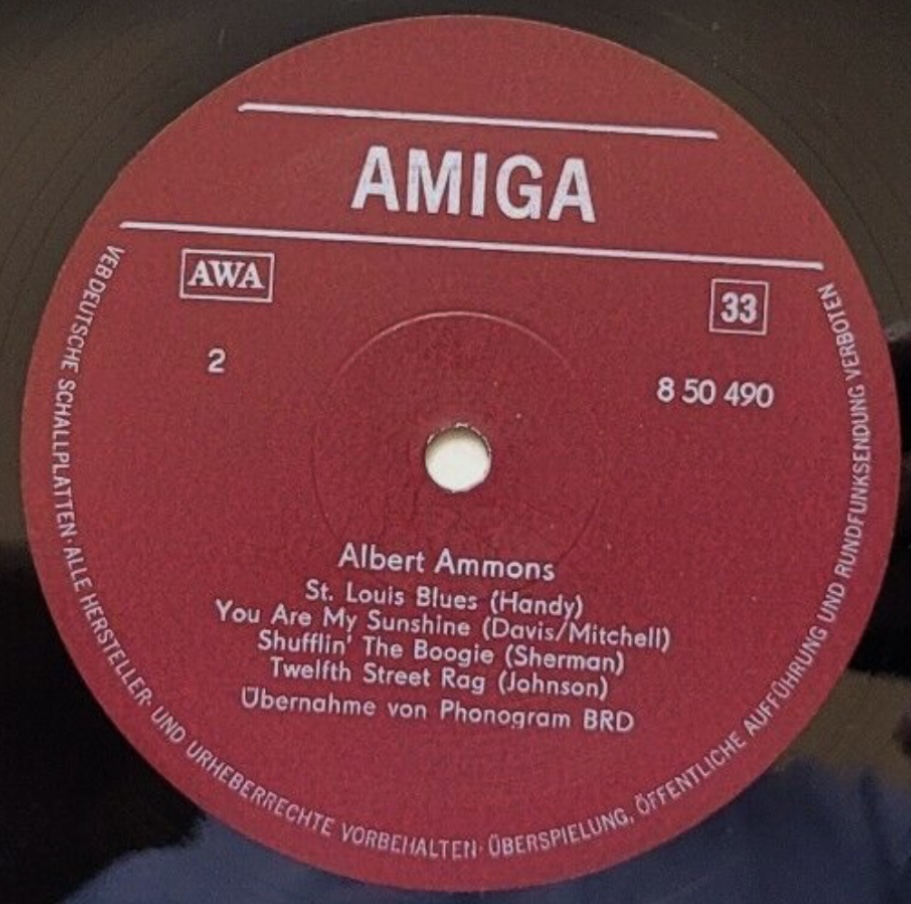 AMIGA
AWA
33
2
8 50 490
Albert Ammons
St. Louis Blues (Handy)
You Are My Sunshine (Davis/Mitchell)
Shufflin' The Boogie (Sherman)
Twelfth Street Rag (Johnson)
Übernahme von Phonogram BRD
VEB DEUTSCHE SCHALLPLATTEN · ALLE HERSTELLER- UND URHEBERRECHTE VORBEHALTEN · ÜBERSPIELUNG, ÖFFENTLICHE AUFFÜHRUNG UND RUNDFUNKSENDUNG VERBOTEN